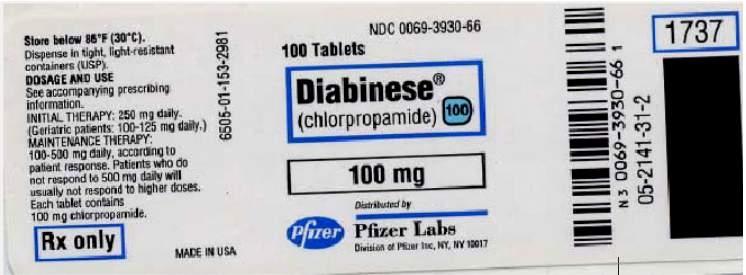 Store below 86°F (30°C).
Dispense in tight, light-resistant
containers (USP).
DOSAGE AND USE
See accompanying prescribing
information.
INITIAL THERAPY: 250 mg daily.
(Geriatric patients: 100-125 mg daily.)
MAINTENANCE THERAPY:
100-500 mg daily, according to
patient response. Patients who do
not respond to 500 mg daily will
usually not respond to higher doses.
Each tablet contains
100 mg chlorpropamide.
Rx only
MADE IN USA
6505-01-153-2981
NDC 0069-3930-66
100 Tablets
Diabinese®
(chlorpropamide) 100
100 mg
Distributed by
Pfizer Pfizer Labs
Division of Pfizer Inc, NY, NY 10017
N 3 0069-3930-66 1
05-2141-31-2
1737